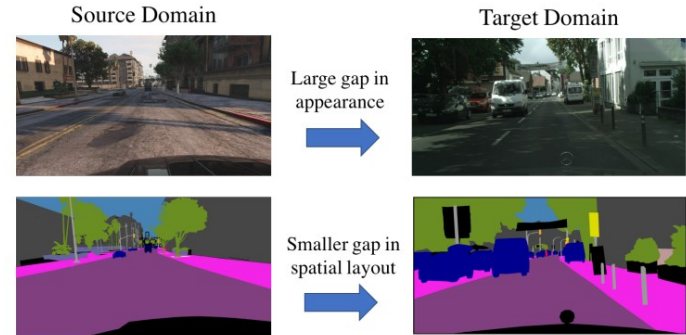 Source Domain
Target Domain
Large gap in
appearance
Smaller gap in
spatial layout